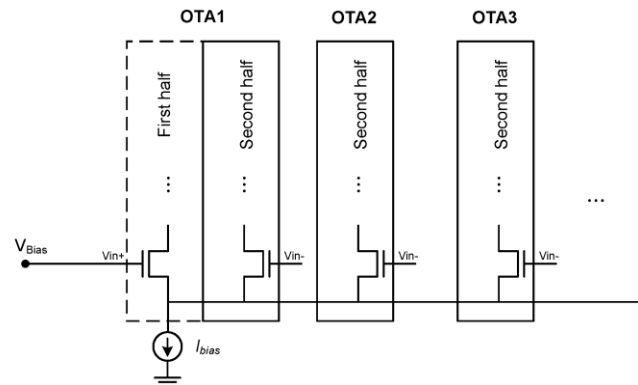 OTA1
OTA2
OTA3
First half
Second half
Second half
Second half
...
...
...
...
...
VBias
Vin+
Vin-
Vin-
Vin-
Ibias